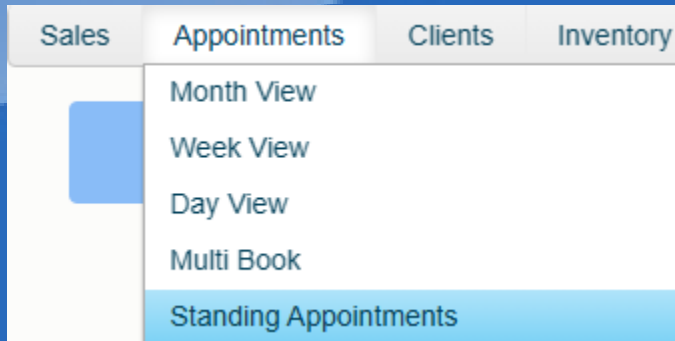 Sales Appointments Clients Inventory
Month View
Week View
Day View
Multi Book
Standing Appointments